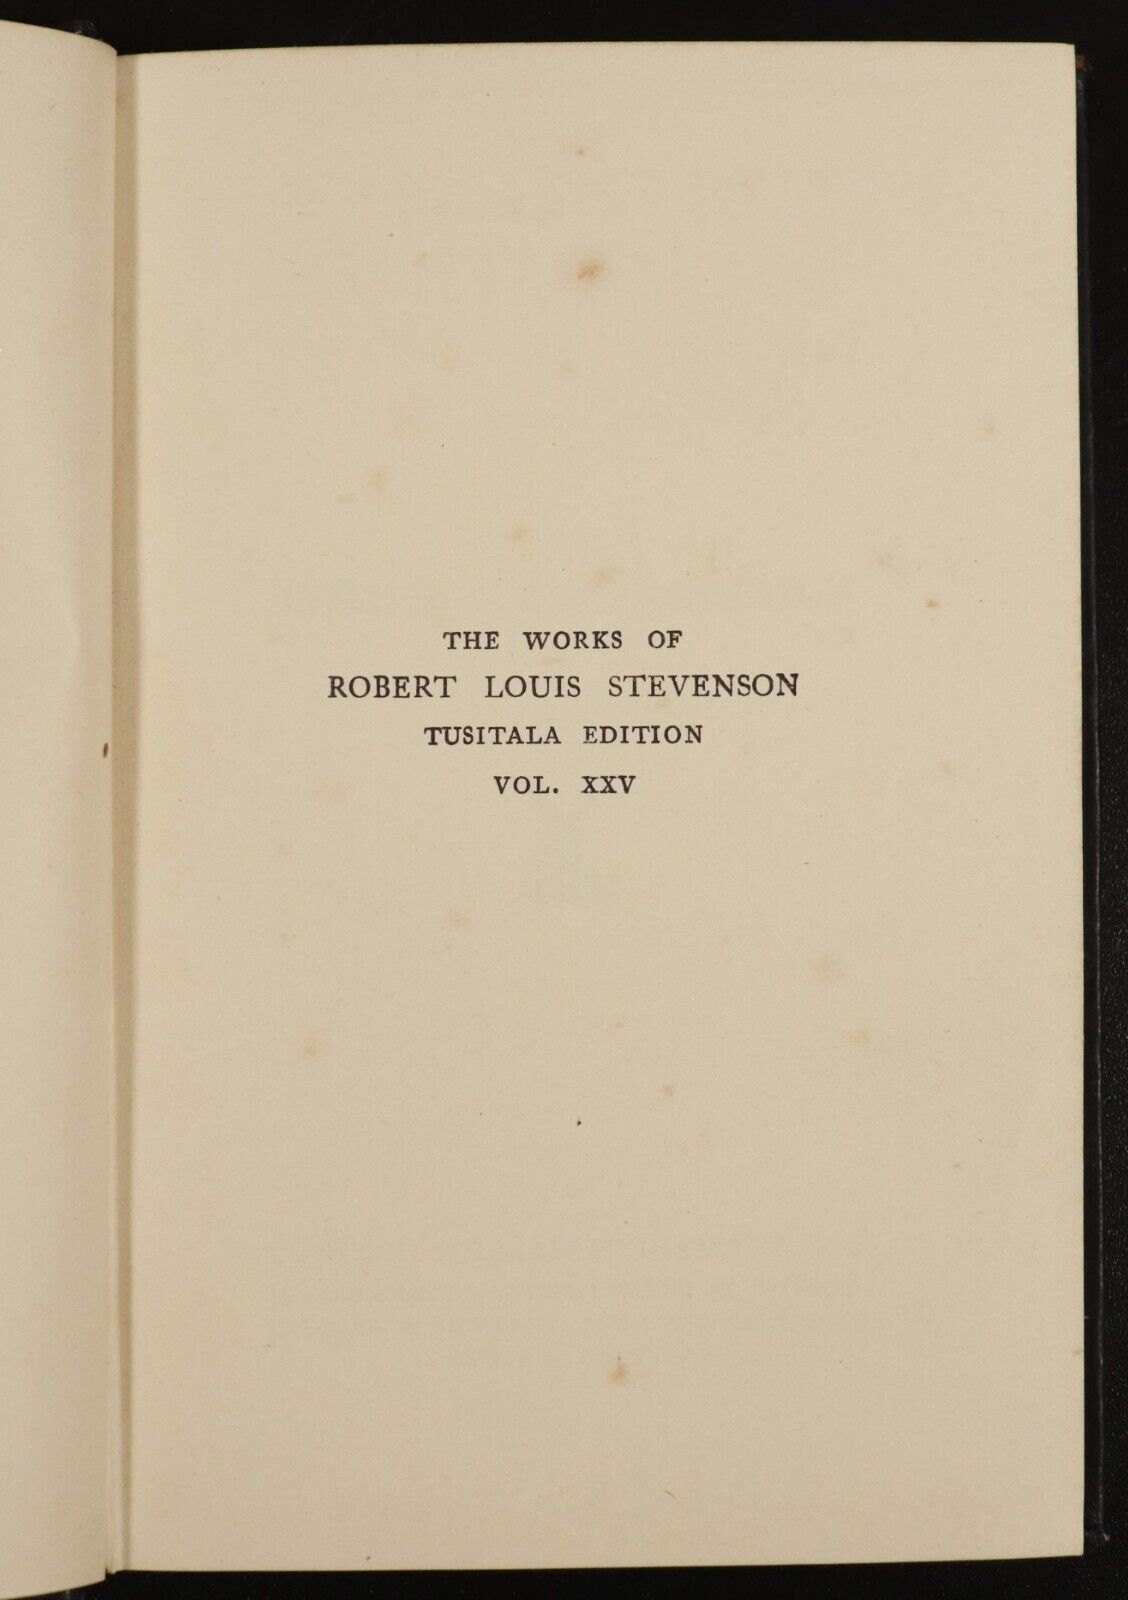 THE WORKS OF
ROBERT LOUIS STEVENSON
TUSITALA EDITION
VOL. XXV